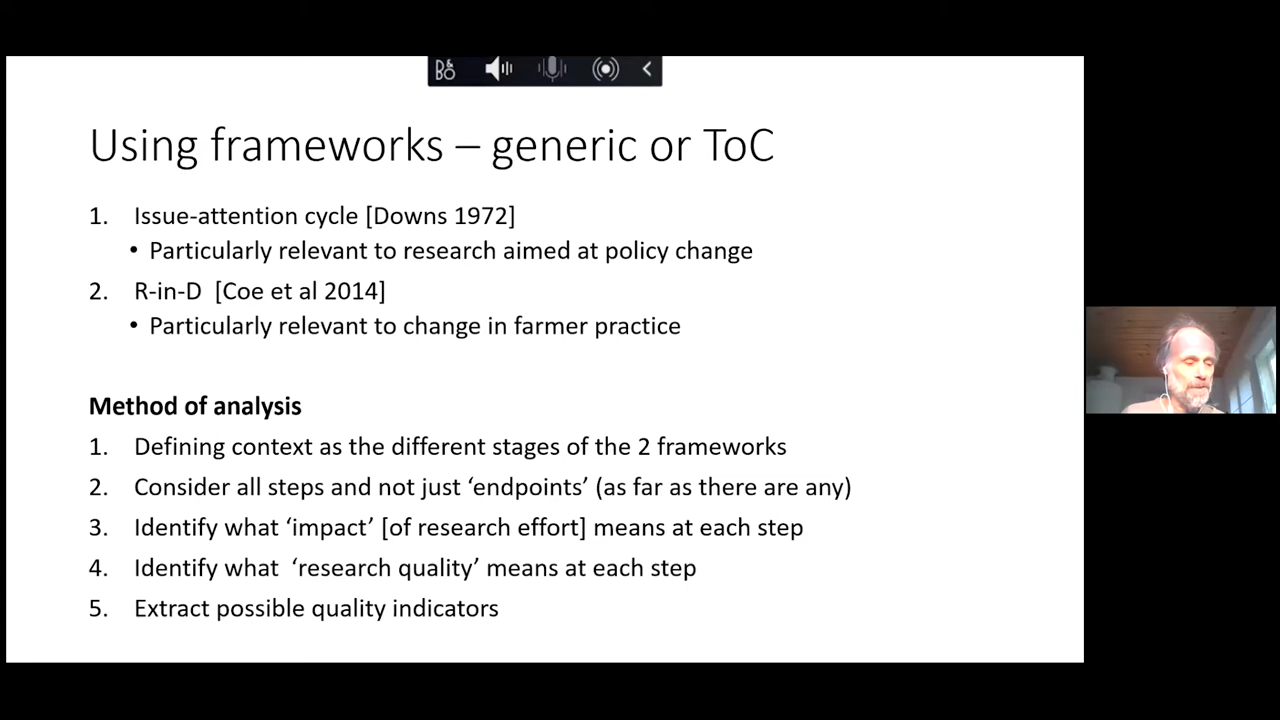 B&O
Using frameworks – generic or ToC
1. Issue-attention cycle [Downs 1972]
• Particularly relevant to research aimed at policy change
2. R-in-D [Coe et al 2014]
• Particularly relevant to change in farmer practice
Method of analysis
1. Defining context as the different stages of the 2 frameworks
2. Consider all steps and not just ‘endpoints’ (as far as there are any)
3. Identify what ‘impact’ [of research effort] means at each step
4. Identify what ‘research quality’ means at each step
5. Extract possible quality indicators